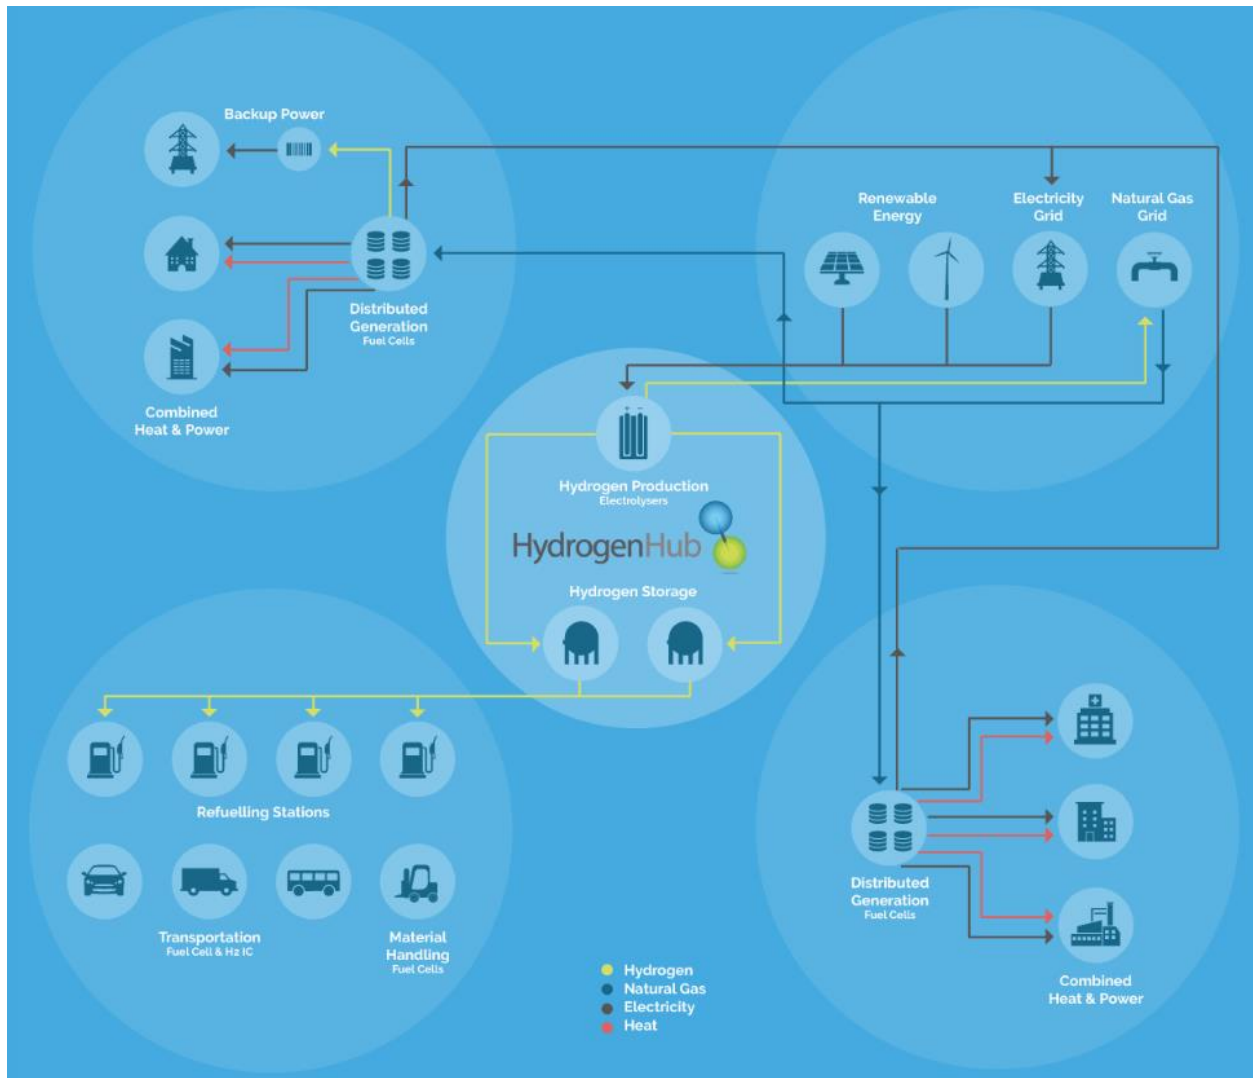 Backup Power
Renewable
Energy
Electricity
Grid
Natural Gas
Grid
Distributed
Generation
Fuel Cells
Combined
Heat & Power
Hydrogen Production
Electrolysers
HydrogenHub
Hydrogen Storage
Refuelling Stations
Transportation
Fuel Cell & H2 IC
Material
Handling
Fuel Cells
Distributed
Generation
Fuel Cells
Combined
Heat & Power
Hydrogen
Natural Gas
Electricity
Heat